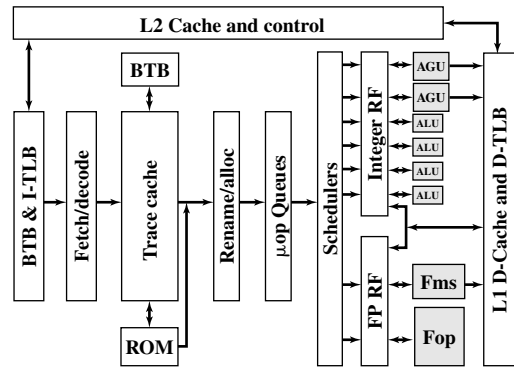 L2 Cache and control
BTB & I-TLB
Fetch/decode
BTB
Trace cache
ROM
Rename/alloc
µop Queues
Schedulers
Integer RF
FP RF
AGU
AGU
ALU
ALU
ALU
ALU
Fms
Fop
L1 D-Cache and D-TLB